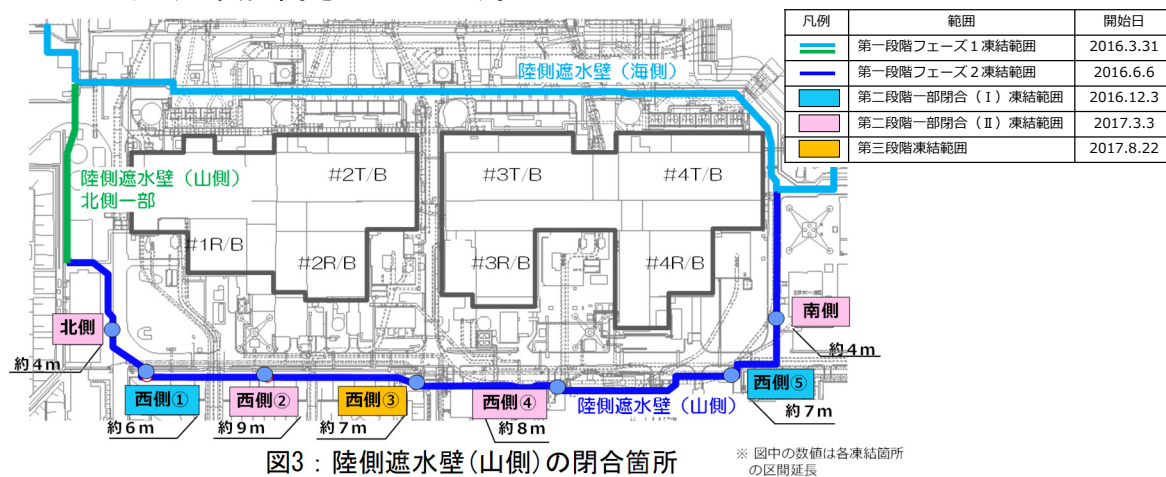 凡例 範囲 開始日
第一段階フェーズ1凍結範囲 2016.3.31
第一段階フェーズ2凍結範囲 2016.6.6
第二段階一部閉合(Ⅰ)凍結範囲 2016.12.3
第二段階一部閉合(Ⅱ)凍結範囲 2017.3.3
第三段階凍結範囲 2017.8.22
陸側遮水壁(海側)
陸側遮水壁(山側)
北側一部
#1R/B
#2T/B
#2R/B
#3T/B
#3R/B
#4T/B
#4R/B
北側
約4m
西側①
約6m
西側②
約9m
西側③
約7m
西側④
約8m
陸側遮水壁(山側)
西側⑤
約7m
南側
約4m
図3:陸側遮水壁(山側)の閉合箇所
※ 図中の数値は各凍結箇所
の区間延長